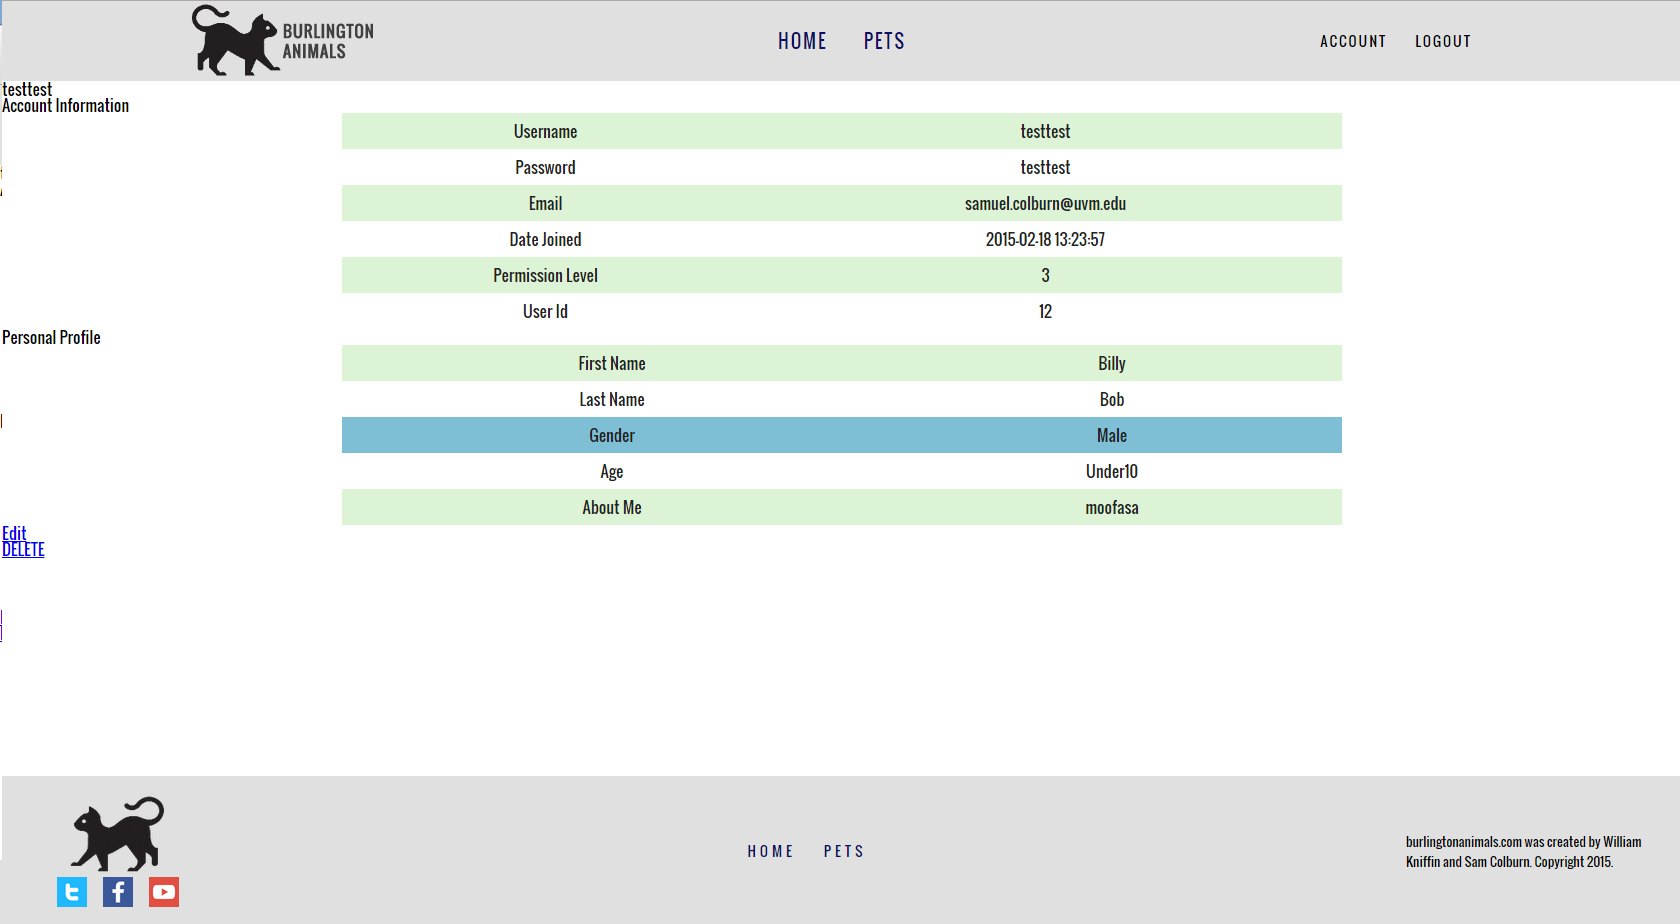 BURLINGTON
ANIMALS
HOME PETS
ACCOUNT LOGOUT
testtest
Account Information
Username testtest
Password testtest
Email samuel.colburn@uvm.edu
Date Joined 2015-02-18 13:23:57
Permission Level 3
User Id 12
Personal Profile
First Name Billy
Last Name Bob
Gender Male
Age Under10
About Me moofasa
Edit
DELETE
HOME PETS
burlingtonanimals.com was created by William
Kniffin and Sam Colburn. Copyright 2015.